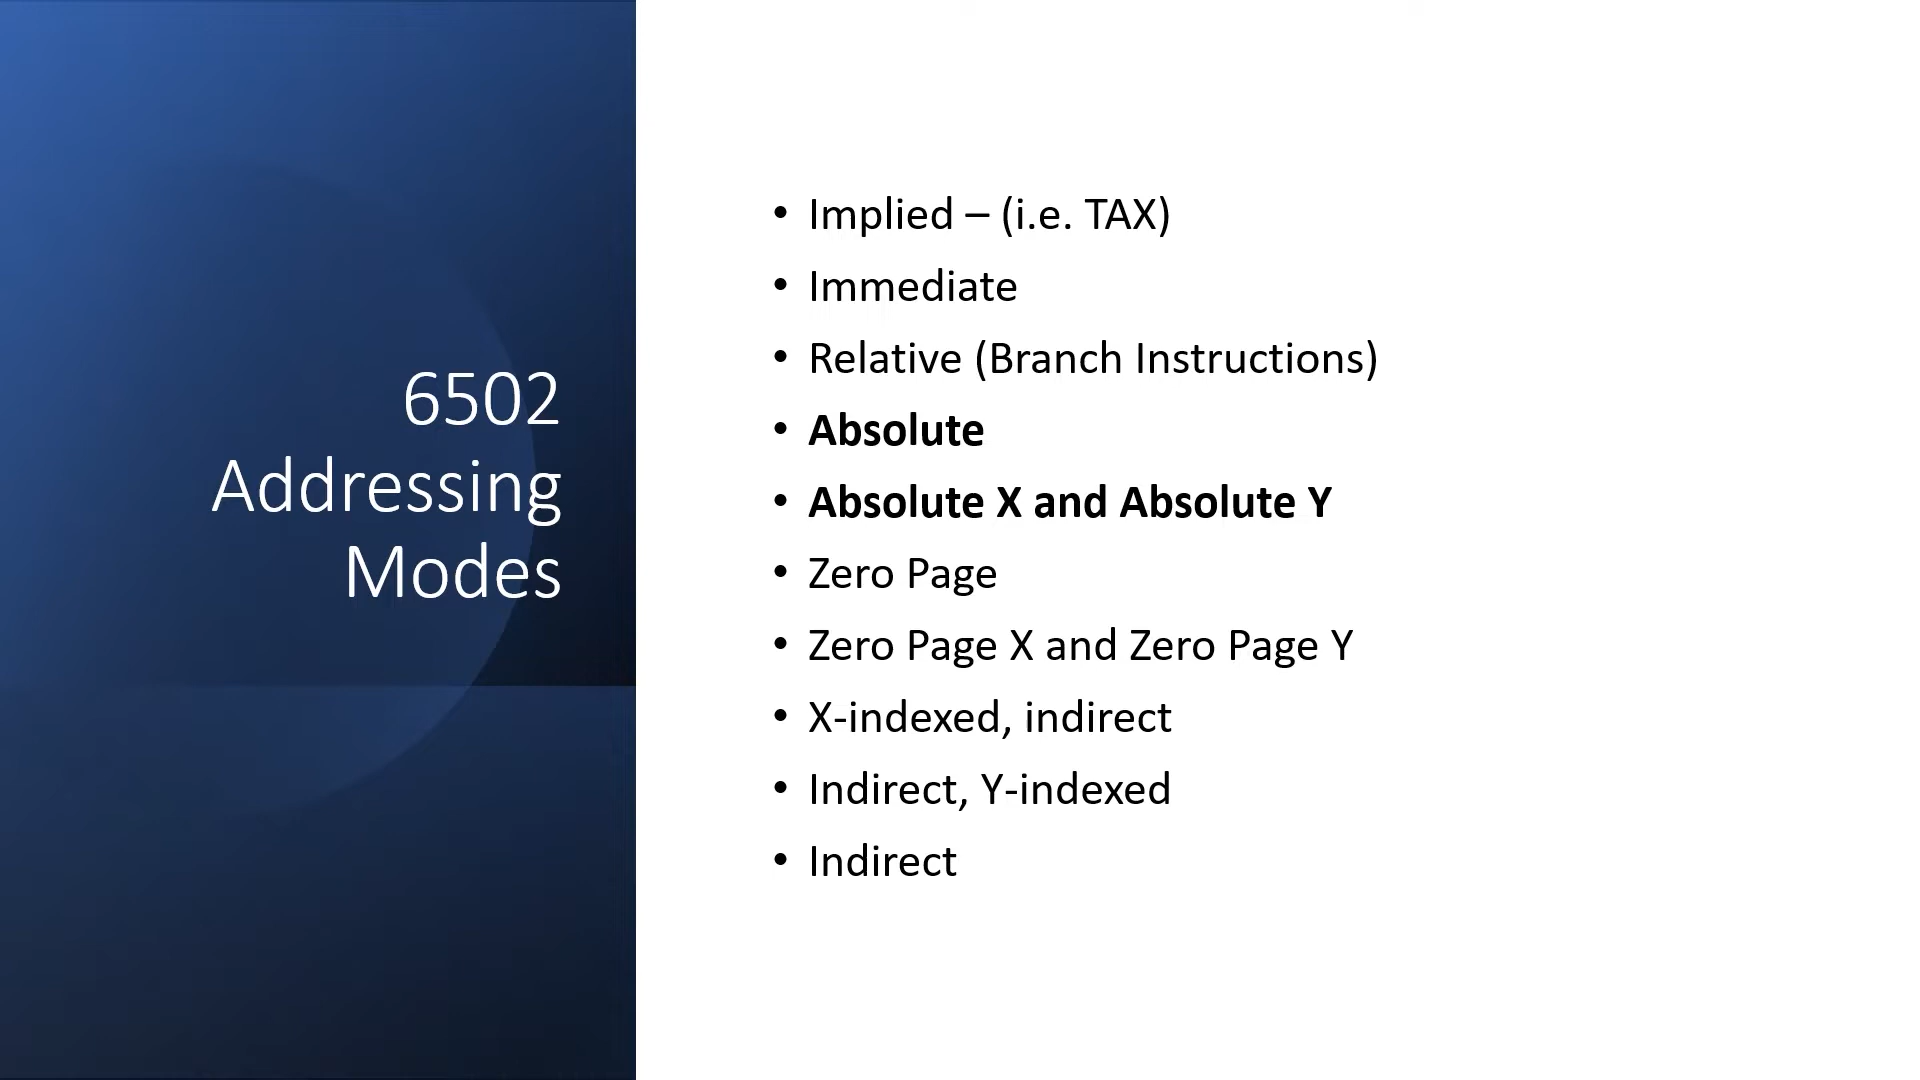 6502
Addressing
Modes
• Implied – (i.e. TAX)
• Immediate
• Relative (Branch Instructions)
• Absolute
• Absolute X and Absolute Y
• Zero Page
• Zero Page X and Zero Page Y
• X-indexed, indirect
• Indirect, Y-indexed
• Indirect